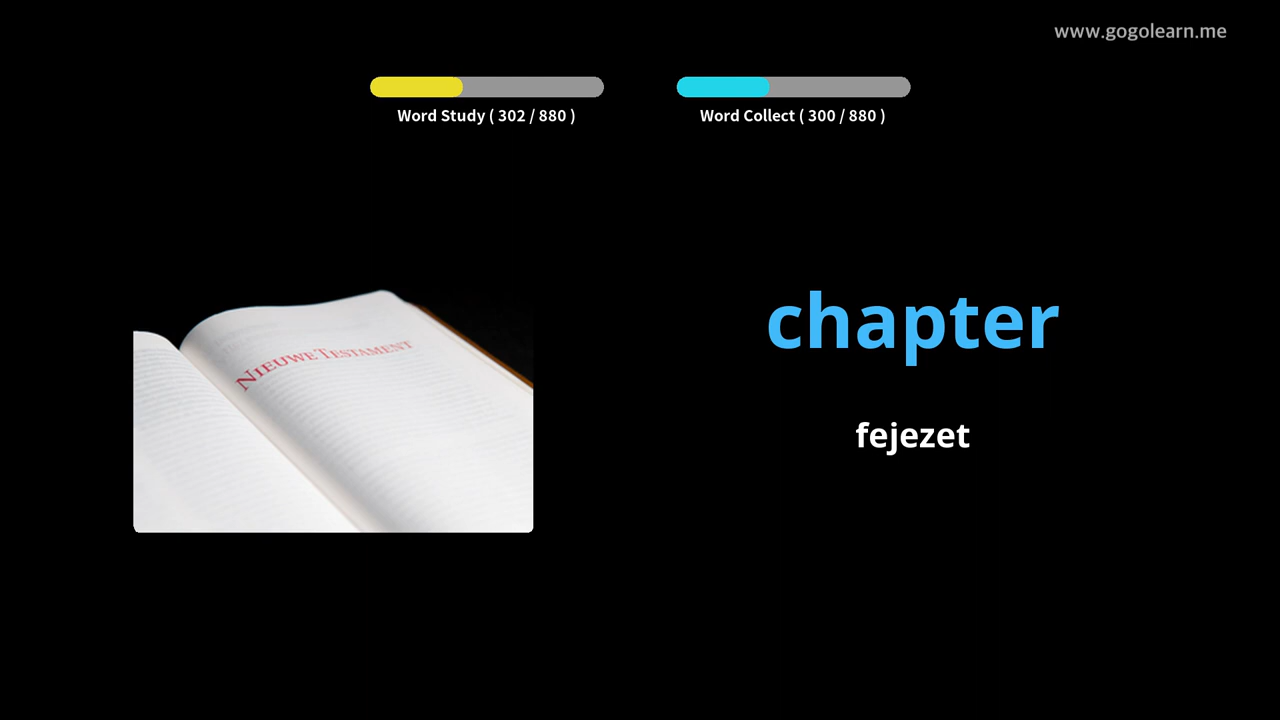 www.gogolearn.me
Word Study ( 302 / 880 )
Word Collect ( 300 / 880 )
NIEUWE TESTAMENT
chapter
fejezet